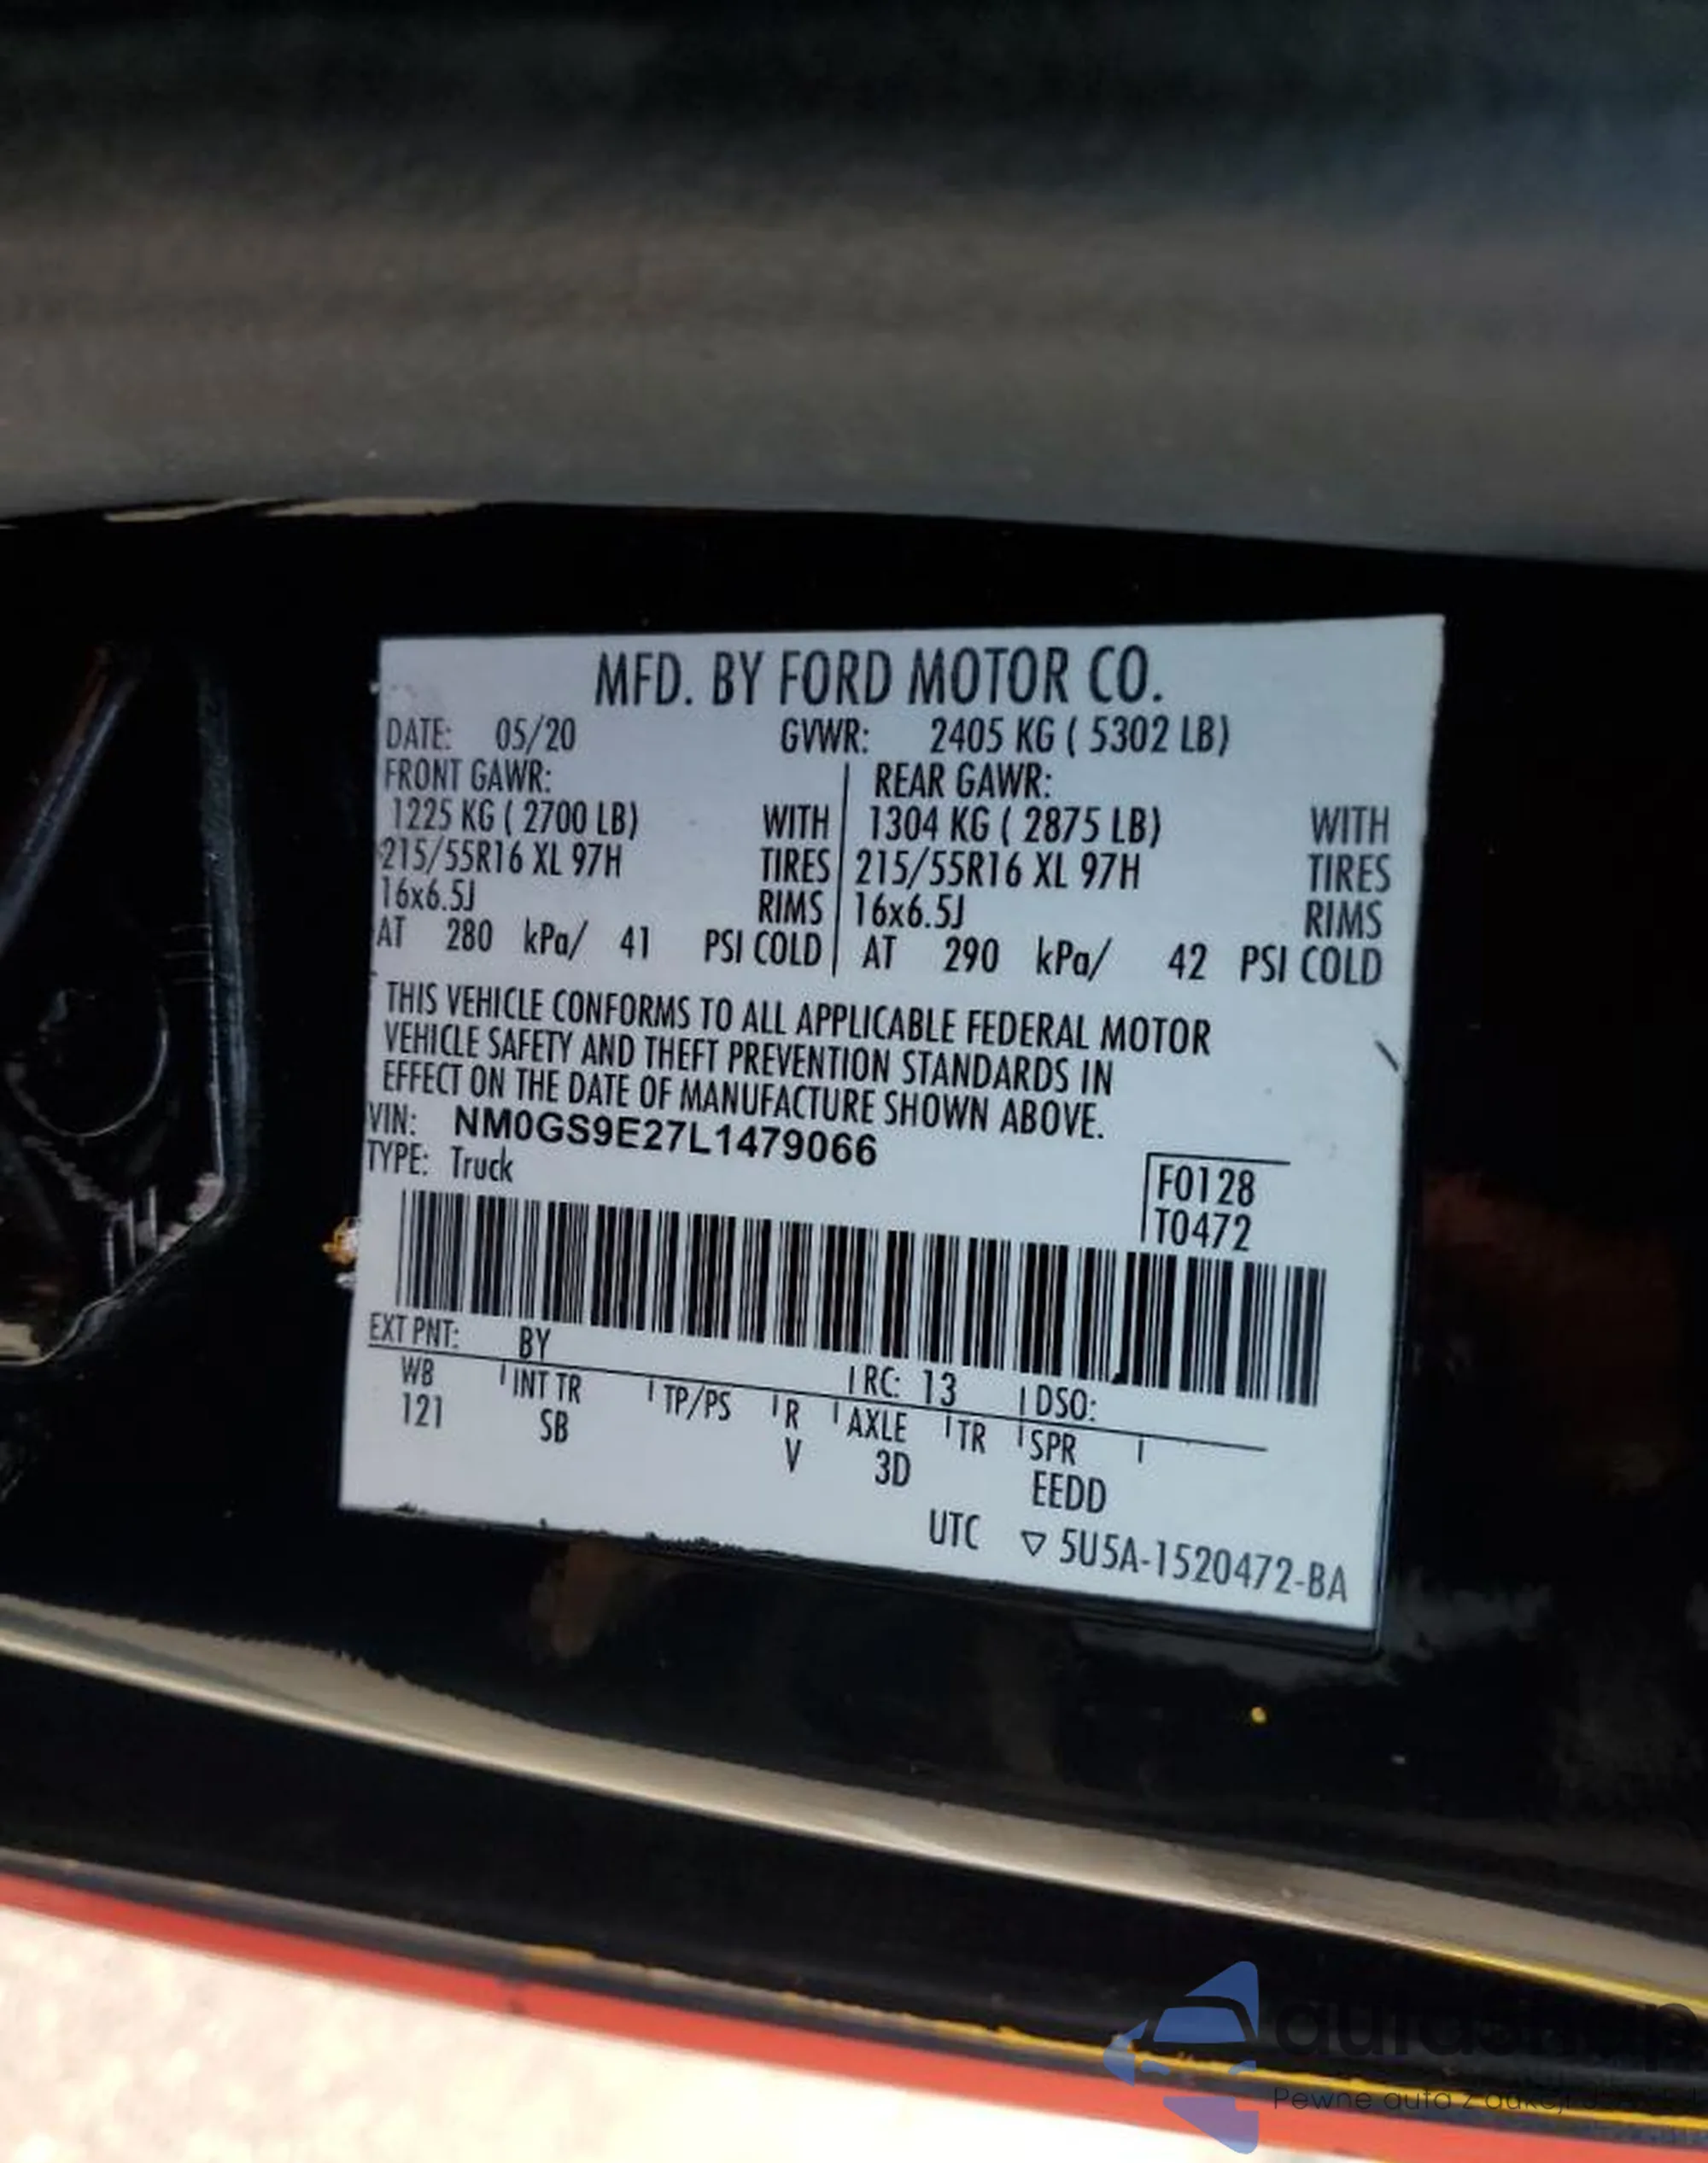 MFD. BY FORD MOTOR CO.
DATE: 05/20 GVWR: 2405 KG ( 5302 LB)
FRONT GAWR: REAR GAWR:
1225 KG ( 2700 LB) WITH 1304 KG ( 2875 LB) WITH
215/55R16 XL 97H TIRES 215/55R16 XL 97H TIRES
16x6.5J RIMS 16x6.5J RIMS
AT 280 kPa/ 41 PSI COLD AT 290 kPa/ 42 PSI COLD
THIS VEHICLE CONFORMS TO ALL APPLICABLE FEDERAL MOTOR
VEHICLE SAFETY AND THEFT PREVENTION STANDARDS IN
EFFECT ON THE DATE OF MANUFACTURE SHOWN ABOVE.
VIN: NM0GS9E27L1479066
TYPE: Truck
F0128
T0472
EXT PNT: BY RC: 13 DSO:
WB INT TR TP/PS R AXLE TR SPR
121 SB V 3D EEDD
UTC ▽ 5U5A-1520472-BA
Pewne auta z